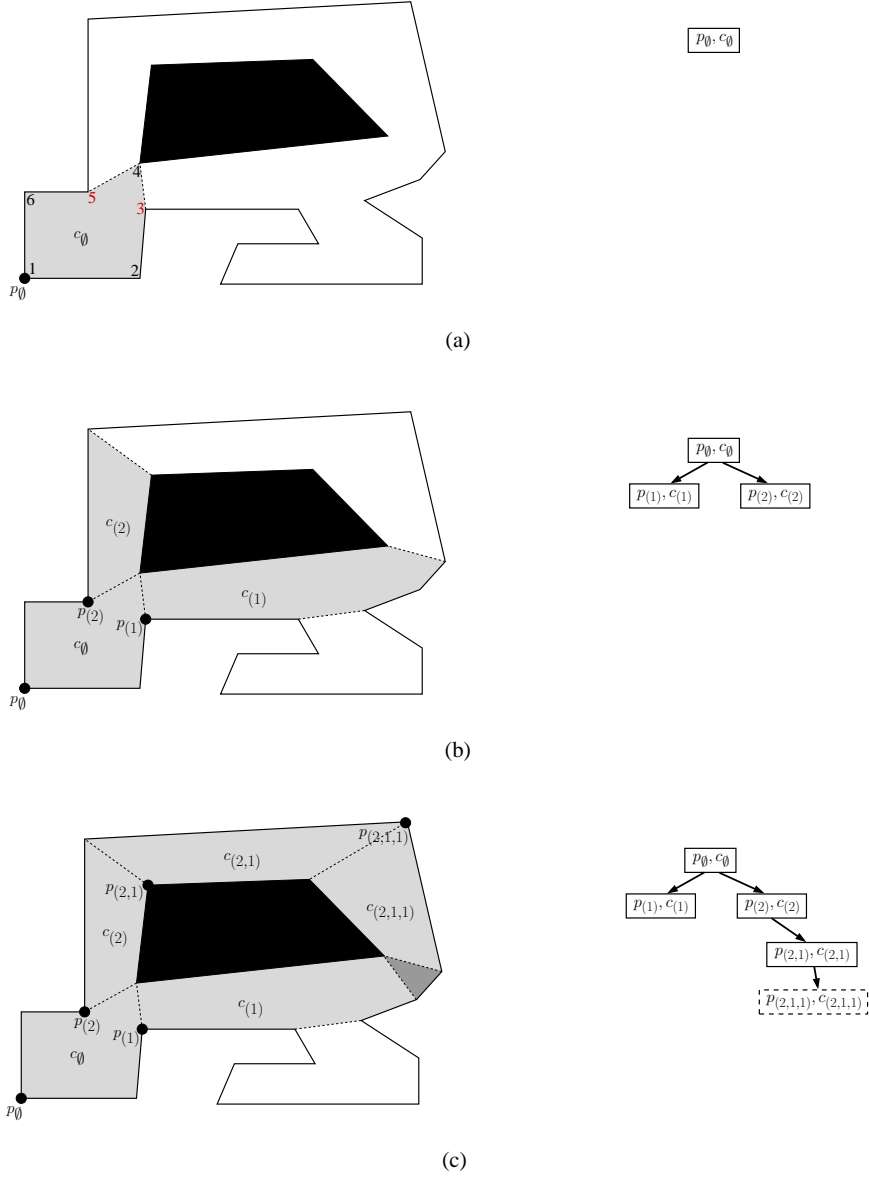 p∅, c∅
4
6
5
3
c∅
1
2
p∅
(a)
p∅, c∅
p(1), c(1)
p(2), c(2)
c(2)
c(1)
p(2)
p(1)
c∅
p∅
(b)
p(2,1,1)
c(2,1)
p∅, c∅
p(2,1)
c(2,1,1)
p(1), c(1)
p(2), c(2)
c(2)
p(2,1), c(2,1)
c(1)
p(2,1,1), c(2,1,1)
p(2)
p(1)
c∅
p∅
(c)